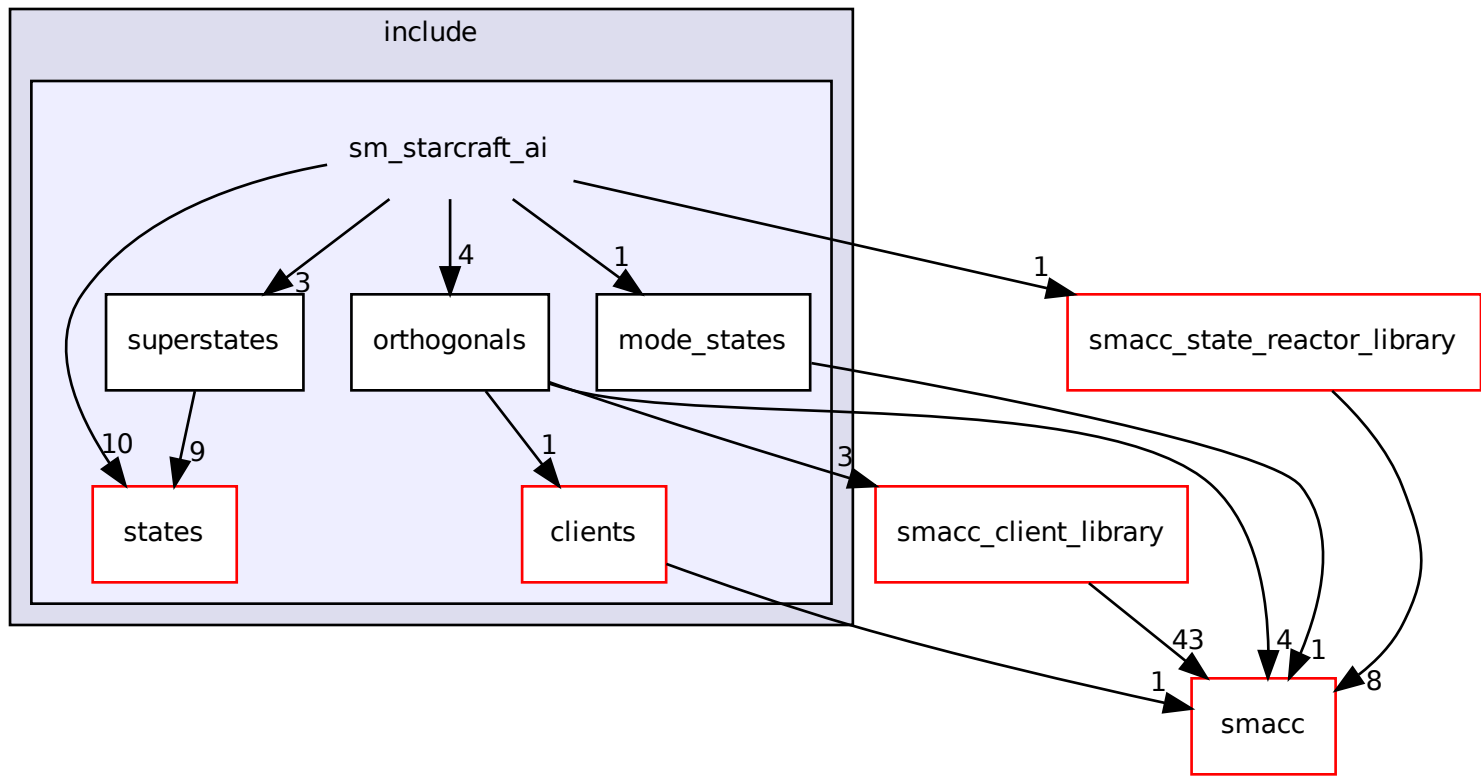 include
sm_starcraft_ai
1
1
4
3
superstates
orthogonals
mode_states
smacc_state_reactor_library
10
9
1
3
states
clients
smacc_client_library
43
4
1
1
8
smacc